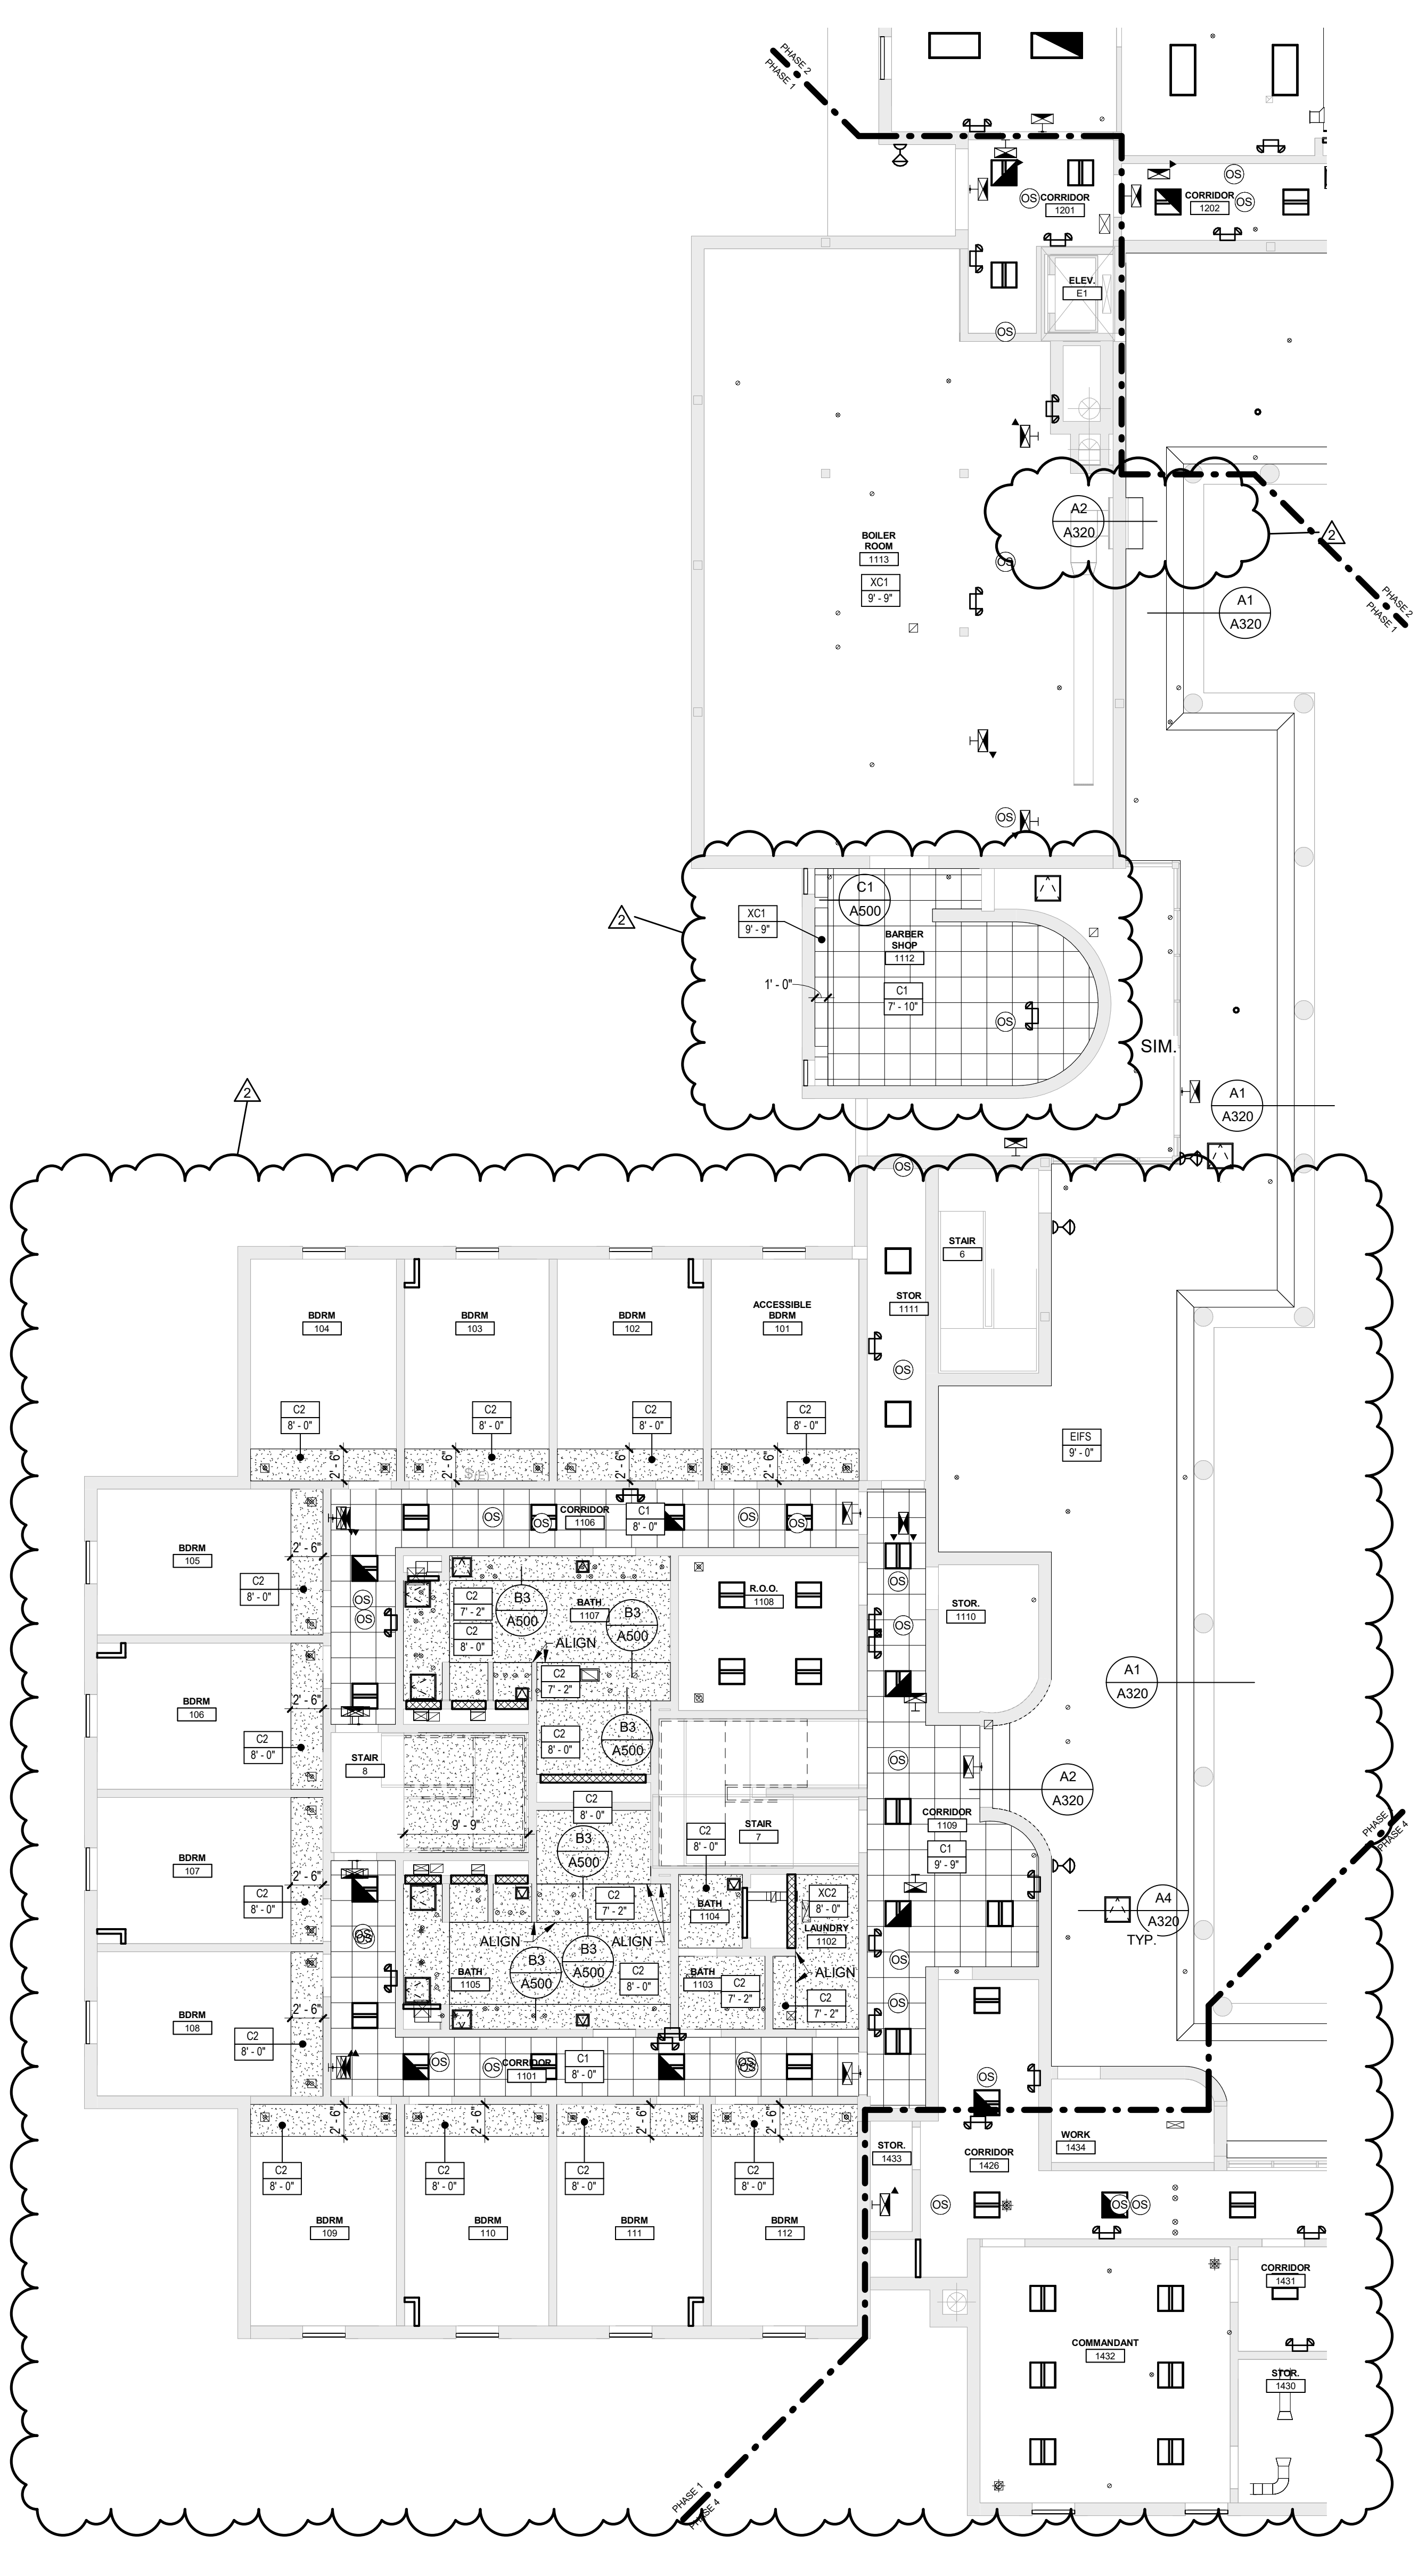 PHASE 2
PHASE 1
OS
CORRIDOR
1201
OS
CORRIDOR
1202
OS
ELEV.
E1
OS
A2
A320
2
BOILER
ROOM
1113
XC1
9' - 9"
OS
PHASE 2
PHASE 1
A1
A320
OS
C1
A500
2
XC1
9' - 9"
BARBER
SHOP
1112
1' - 0"
C1
7' - 10"
OS
SIM.
2
A1
A320
OS
STAIR
6
STOR
1111
BDRM
104
BDRM
103
BDRM
102
ACCESSIBLE
BDRM
101
OS
C2
8' - 0"
C2
8' - 0"
C2
8' - 0"
C2
8' - 0"
EIFS
9' - 0"
2' - 6"
2' - 6"
2' - 6"
2' - 6"
OS
OS
CORRIDOR
1106
C1
8' - 0"
OS
OS
BDRM
105
2' - 6"
C2
8' - 0"
OS
OS
C2
7' - 2"
C2
8' - 0"
B3
A500
BATH
1107
B3
A500
ALIGN
R.O.O.
1108
OS
OS
STOR.
1110
C2
7' - 2"
BDRM
106
2' - 6"
C2
8' - 0"
C2
8' - 0"
B3
A500
A1
A320
STAIR
8
OS
A2
A320
C2
8' - 0"
9' - 9"
B3
A500
STAIR
7
C2
8' - 0"
CORRIDOR
1109
C1
9' - 9"
PHASE
PHASE 4
BDRM
107
2' - 6"
C2
8' - 0"
C2
7' - 2"
XC2
8' - 0"
BATH
1104
LAUNDRY
1102
A4
A320
TYP.
OS
OS
ALIGN
ALIGN
B3
A500
B3
A500
BATH
1105
C2
8' - 0"
BATH
1103
C2
7' - 2"
ALIGN
C2
7' - 2"
OS
OS
BDRM
108
2' - 6"
C2
8' - 0"
OS
OS
CORRIDOR
1101
C1
8' - 0"
OS
OS
OS
2' - 6"
2' - 6"
2' - 6"
2' - 6"
C2
8' - 0"
C2
8' - 0"
C2
8' - 0"
C2
8' - 0"
STOR.
1433
CORRIDOR
1426
WORK
1434
OS
OS
OS
BDRM
109
BDRM
110
BDRM
111
BDRM
112
CORRIDOR
1431
COMMANDANT
1432
STOR.
1430
PHASE 1
PHASE 4